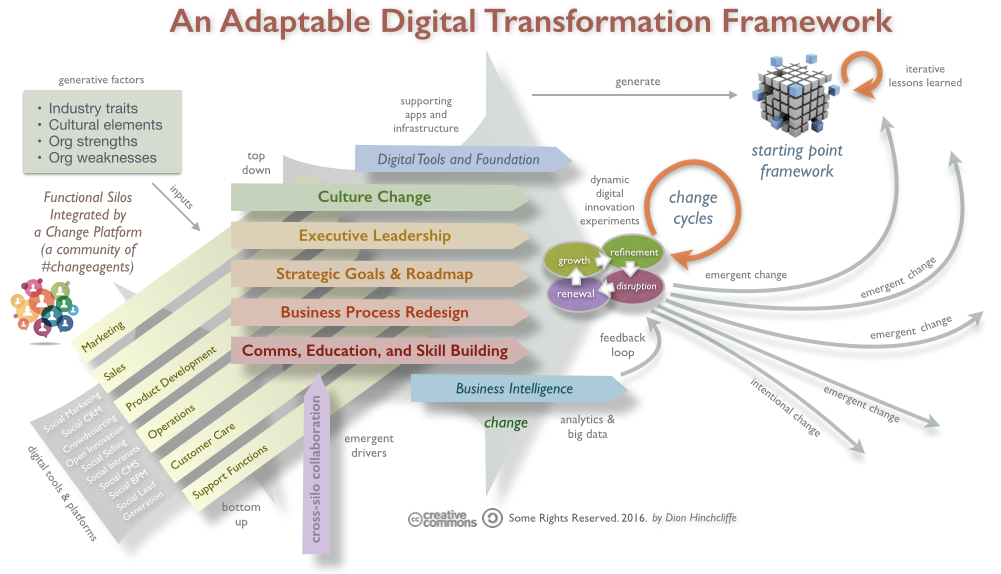 An Adaptable Digital Transformation Framework
generative factors
• Industry traits
• Cultural elements
• Org strengths
• Org weaknesses
inputs
Functional Silos
Integrated by
a Change Platform
(a community of
#changeagents)
top
down
supporting
apps and
infrastructure
Digital Tools and Foundation
Culture Change
Executive Leadership
Strategic Goals & Roadmap
Business Process Redesign
Comms, Education, and Skill Building
Business Intelligence
change
analytics &
big data
feedback
loop
generate
starting point
framework
iterative
lessons learned
dynamic
digital
innovation
experiments
change
cycles
growth
refinement
disruption
renewal
emergent change
emergent change
emergent change
emergent change
intentional change
Marketing
Sales
Product Development
Operations
Customer Care
Support Functions
Social Marketing
Social CRM
Crowdsourcing
Open Innovation
Social Selling
Social Intranets
Social CMS
Social BPM
Social Lead
Generation
digital tools & platforms
bottom
up
cross-silo collaboration
emergent
drivers
cc creative
commons
Some Rights Reserved. 2016. by Dion Hinchcliffe